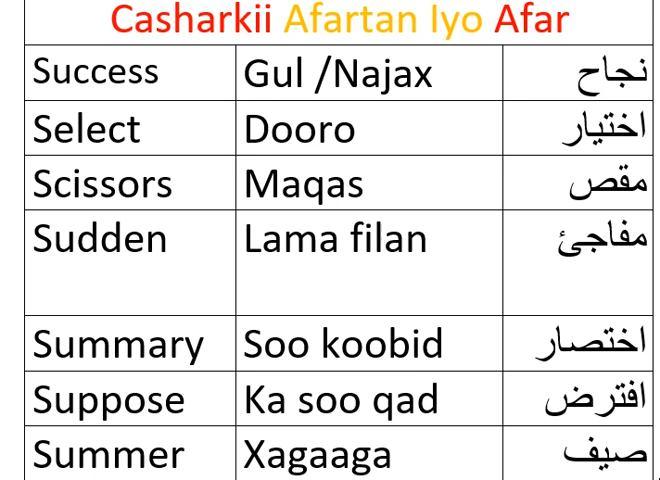 Casharkii Afartan Iyo Afar
Success Gul /Najax نجاح
Select Dooro اختيار
Scissors Maqas مقص
Sudden Lama filan مفاجئ
Summary Soo koobid اختصار
Suppose Ka soo qad افترض
Summer Xagaaga صيف